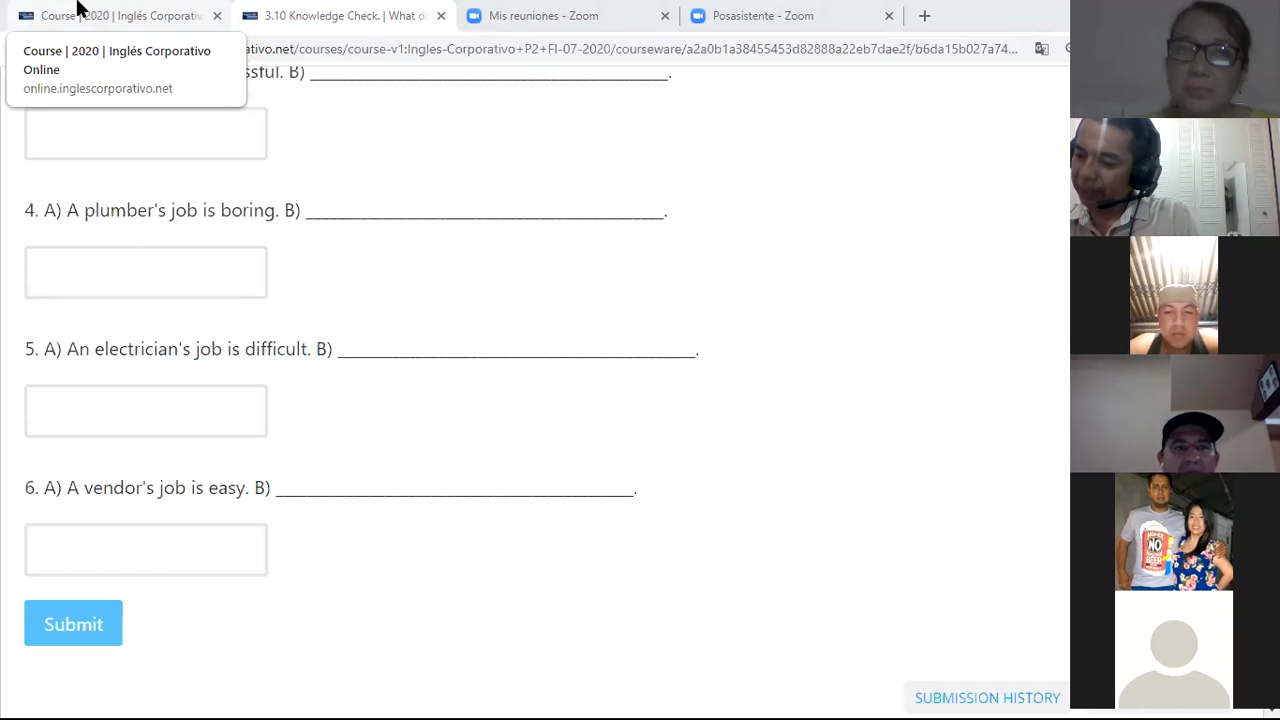 Course | 2020 | Inglés Corporativ
3.10 Knowledge Check. | What do
Mis reuniones - Zoom
Posasistente - Zoom
Course | 2020 | Inglés Corporativo
Online
online.inglescorporativo.net
ativo.net/courses/course-v1:Ingles-Corporativo+P2+FI-07-2020/courseware/a2a0b1a38455453d82888a22eb7dae2f/b6da15b027a74...
sful. B) ________________________________________.
4. A) A plumber's job is boring. B) ________________________________________.
5. A) An electrician's job is difficult. B) ________________________________________.
6. A) A vendor's job is easy. B) ________________________________________.
Submit
SUBMISSION HISTORY
NO
BEER